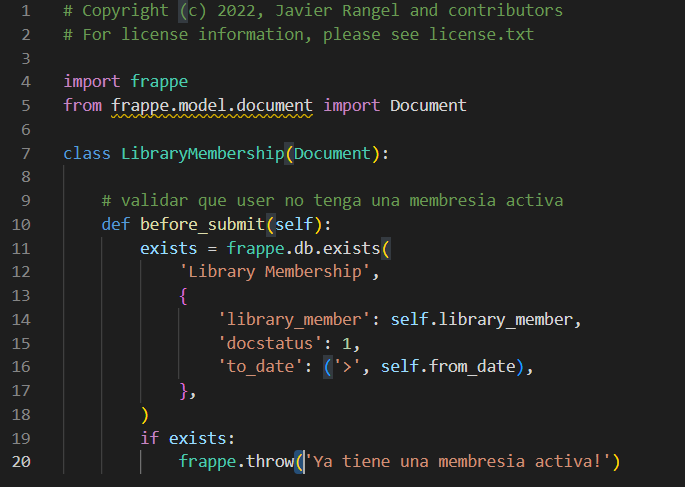 1 # Copyright (c) 2022, Javier Rangel and contributors
2 # For license information, please see license.txt
3
4 import frappe
5 from frappe.model.document import Document
6
7 class LibraryMembership(Document):
8
9     # validar que user no tenga una membresia activa
10     def before_submit(self):
11         exists = frappe.db.exists(
12             'Library Membership',
13             {
14                 'library_member': self.library_member,
15                 'docstatus': 1,
16                 'to_date': ('>', self.from_date),
17             },
18         )
19         if exists:
20             frappe.throw('Ya tiene una membresia activa!')